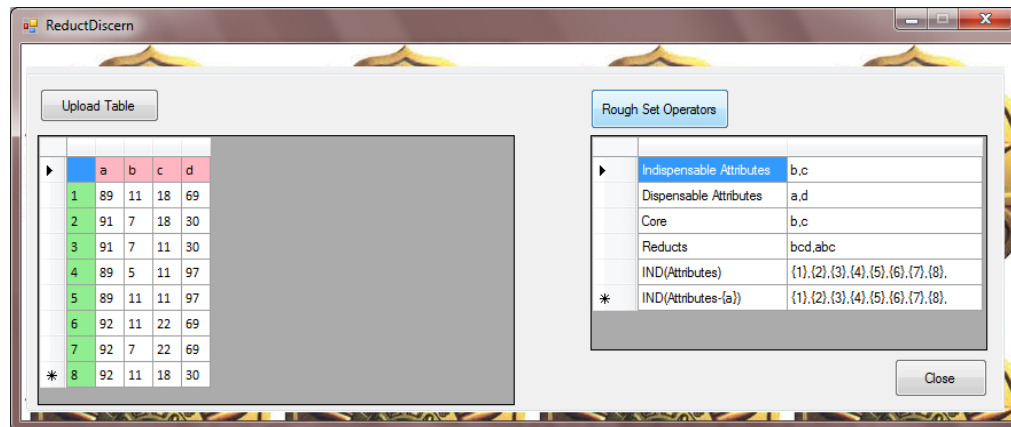 ReductDiscern
Upload Table
a b c d
1 89 11 18 69
2 91 7 18 30
3 91 7 11 30
4 89 5 11 97
5 89 11 11 97
6 92 11 22 69
7 92 7 22 69
8 92 11 18 30
Rough Set Operators
Indispensable Attributes b,c
Dispensable Attributes a,d
Core b,c
Reducts bcd,abc
IND(Attributes) {1},{2},{3},{4},{5},{6},{7},{8},
IND(Attributes-{a}) {1},{2},{3},{4},{5},{6},{7},{8},
Close